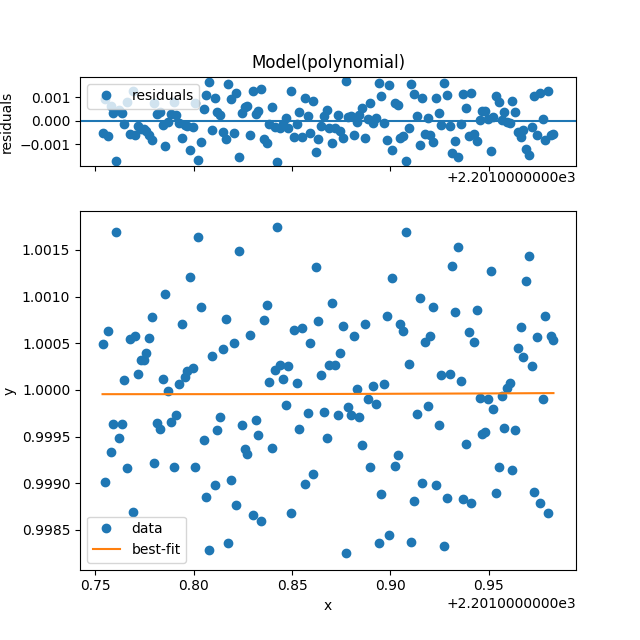 Model(polynomial)
residuals
0.001
0.000
−0.001
residuals
+2.2010000000e3
1.0015
1.0010
1.0005
1.0000
0.9995
0.9990
0.9985
y
data
best-fit
0.75
0.80
0.85
0.90
0.95
x
+2.2010000000e3